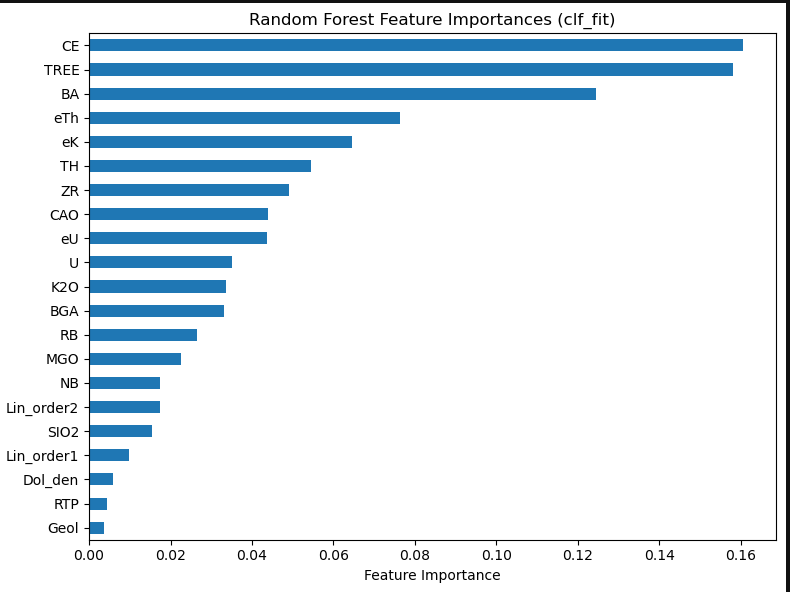 Random Forest Feature Importances (clf_fit)
CE
TREE
BA
eTh
eK
TH
ZR
CAO
eU
U
K2O
BGA
RB
MGO
NB
Lin_order2
SIO2
Lin_order1
Dol_den
RTP
Geol
0.00 0.02 0.04 0.06 0.08 0.10 0.12 0.14 0.16
Feature Importance